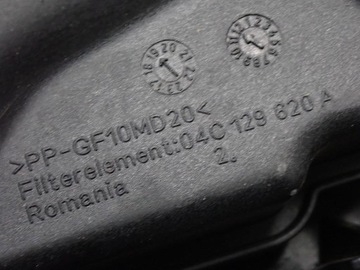 >PP-GF10MD20<
Filterelement:04C 129 620 A
2.
Romania